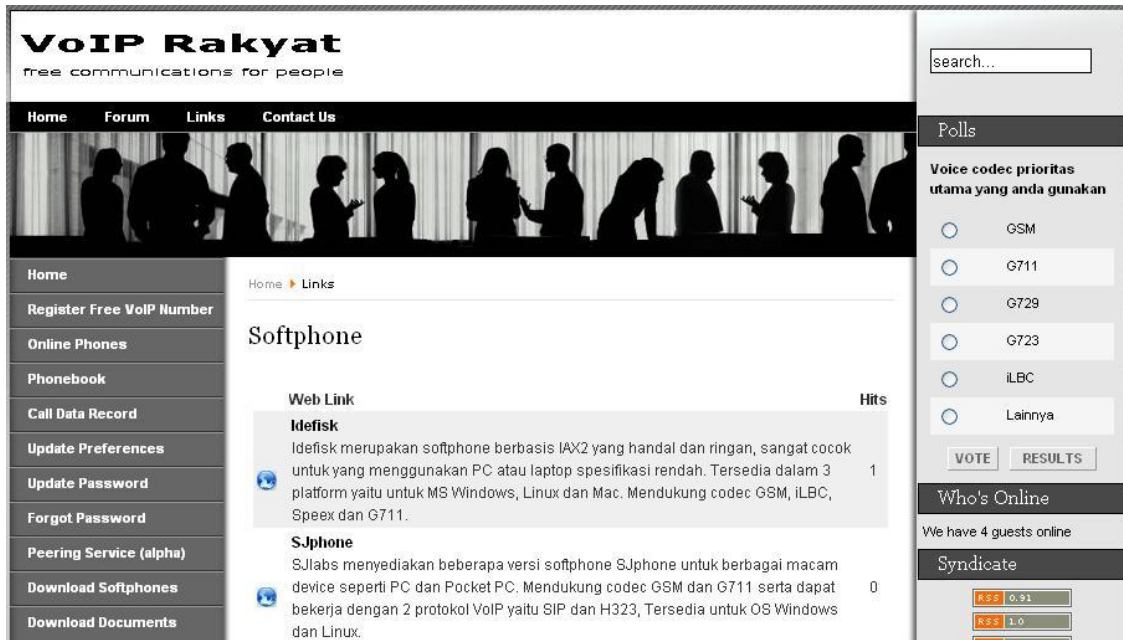 VoIP Rakyat
free communications for people
search...
Home Forum Links Contact Us
Home
Register Free VoIP Number
Online Phones
Phonebook
Call Data Record
Update Preferences
Update Password
Forgot Password
Peering Service (alpha)
Download Softphones
Download Documents
Home Links
Softphone
Web Link Hits
Idefisk
Idefisk merupakan softphone berbasis IAX2 yang handal dan ringan, sangat cocok
untuk yang menggunakan PC atau laptop spesifikasi rendah. Tersedia dalam 3 1
platform yaitu untuk MS Windows, Linux dan Mac. Mendukung codec GSM, iLBC,
Speex dan G711.
SJphone
SJlabs menyediakan beberapa versi softphone SJphone untuk berbagai macam
device seperti PC dan Pocket PC. Mendukung codec GSM dan G711 serta dapat 0
bekerja dengan 2 protokol VoIP yaitu SIP dan H323, Tersedia untuk OS Windows
dan Linux.
Polls
Voice codec prioritas
utama yang anda gunakan
GSM
G711
G729
G723
iLBC
Lainnya
VOTE RESULTS
Who's Online
We have 4 guests online
Syndicate
RSS 0.91
RSS 1.0